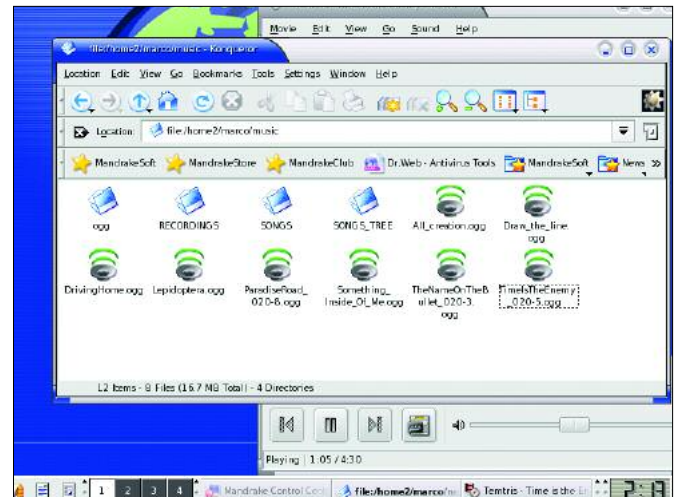 Movie Edit View Go Sound Help
file:/home2/marco/music - Konqueror
Location Edit View Go Bookmarks Tools Settings Window Help
Location: file:/home2/marco/music
MandrakeSoft MandrakeStore MandrakeClub Dr.Web - Antivirus Tools MandrakeSoft News
ogg RECORDINGS SONGS SONGS_TREE All_creation.ogg Draw_the_line.ogg
DrivingHome.ogg Lepidoptera.ogg ParadiseRoad_020-8.ogg Something_Inside_Of_Me.ogg TheNameOnTheBullet_020-3.ogg TimeIsTheEnemy_020-5.ogg
12 Items - 8 Files (16.7 MB Total) - 4 Directories
Playing 1:05 / 4:30
1 2 3 4 Mandrake Control Cen file:/home2/marco/m Temtris - Time is the E